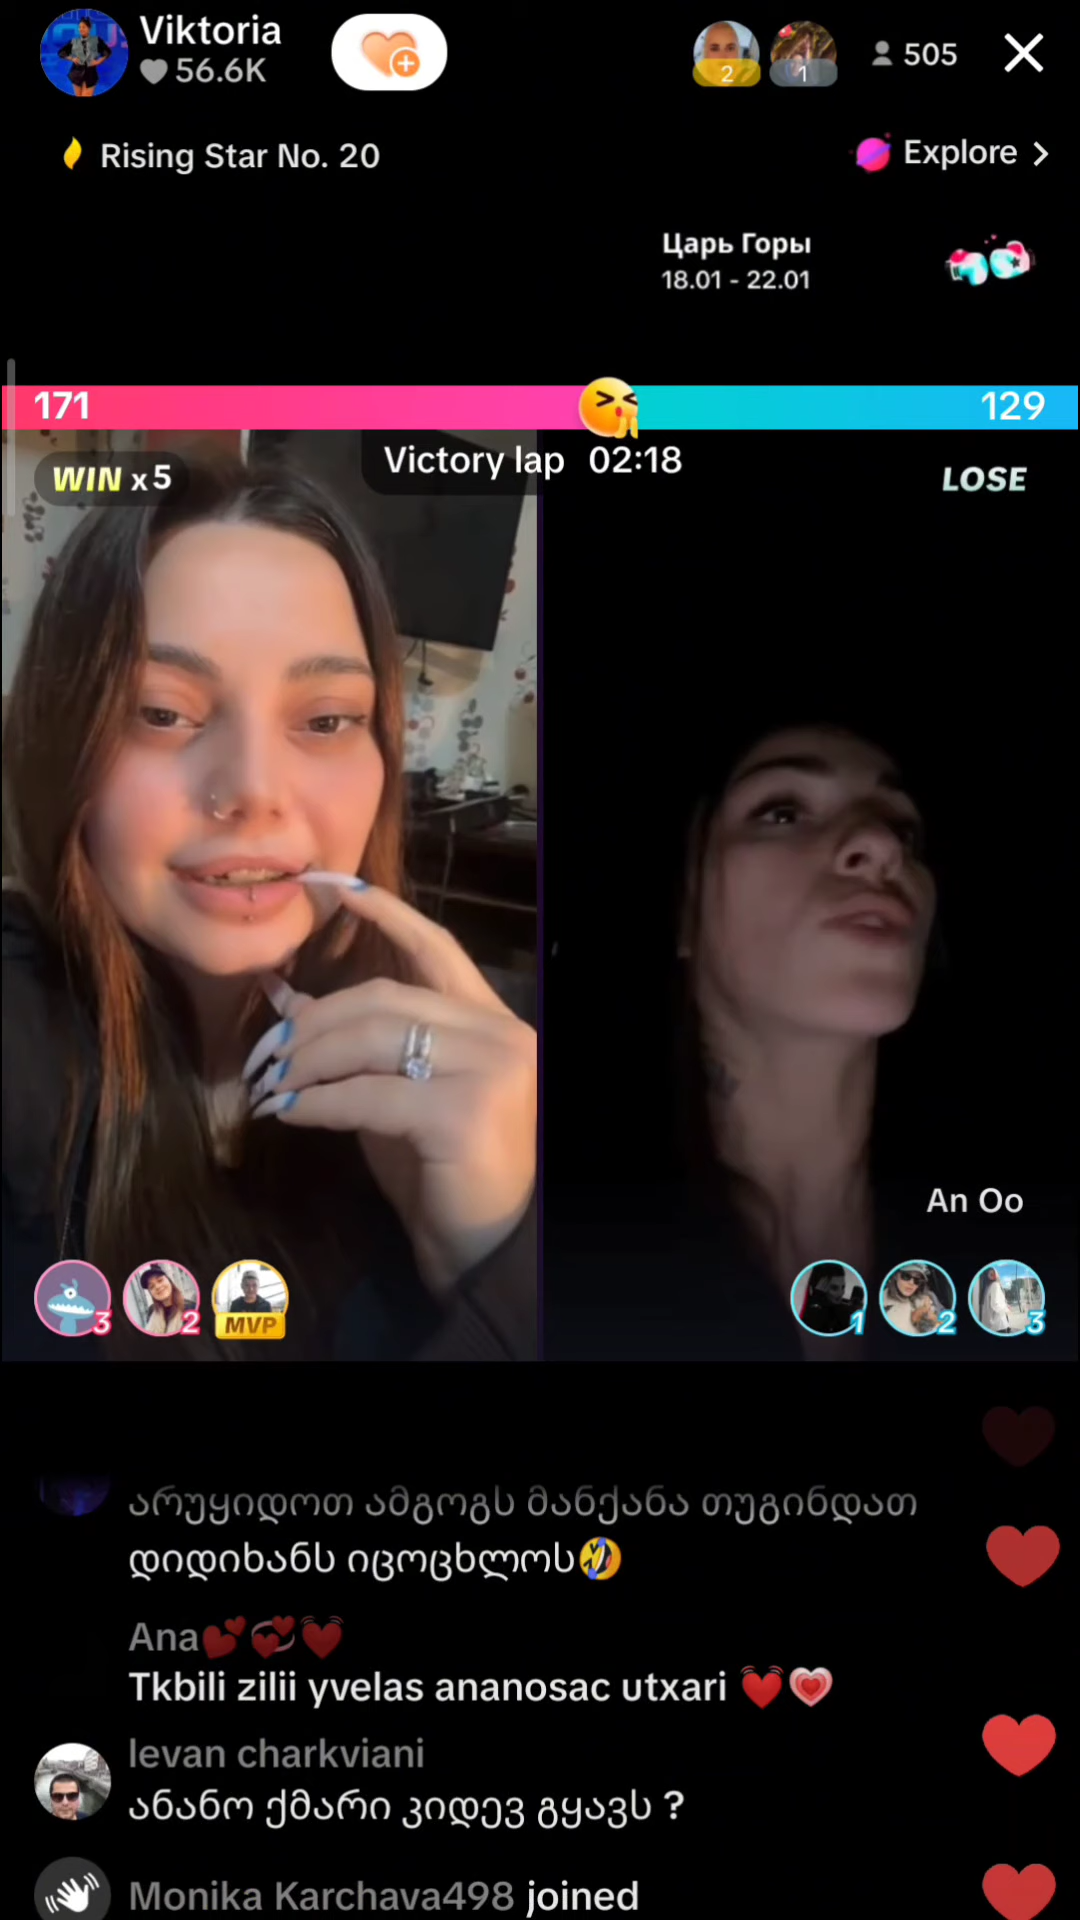 Viktoria
56.6K
2
1
505
Rising Star No. 20
Explore
Царь Горы
18.01 - 22.01
171
129
Victory lap 02:18
WIN x5
LOSE
An Oo
3
2
MVP
1
2
3
არუყიდოთ ამგოგს მანქანა თუგინდათ
დიდიხანს იცოცხლოს🤣
Ana💕💞💓
Tkbili zilii yvelas ananosac utxari 💓💗
levan charkviani
ანანო ქმარი კიდევ გყავს ?
Monika Karchava498 joined